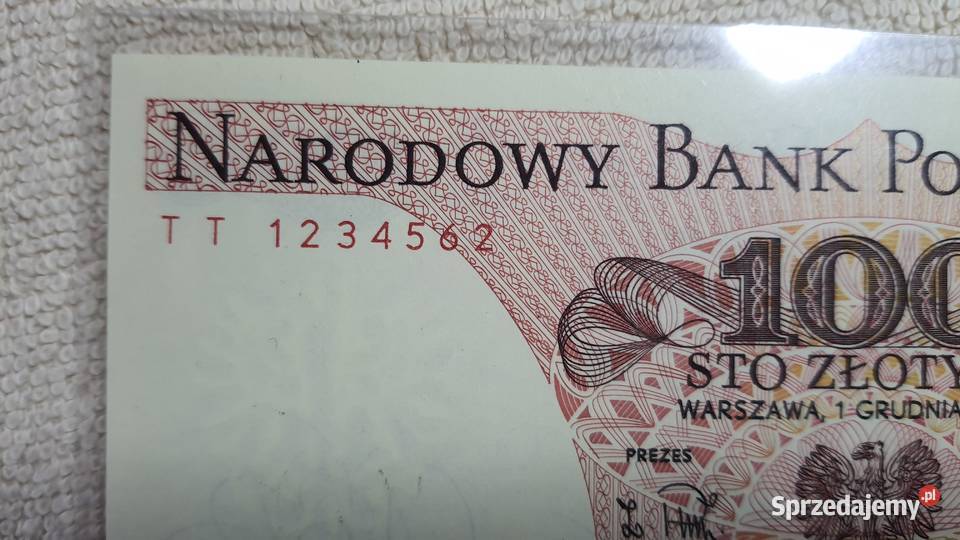 NARODOWY BANK PO
TT 1234562
100
STO ZŁOTY
WARSZAWA, 1 GRUDNIA
PREZES
Sprzedajemy.pl